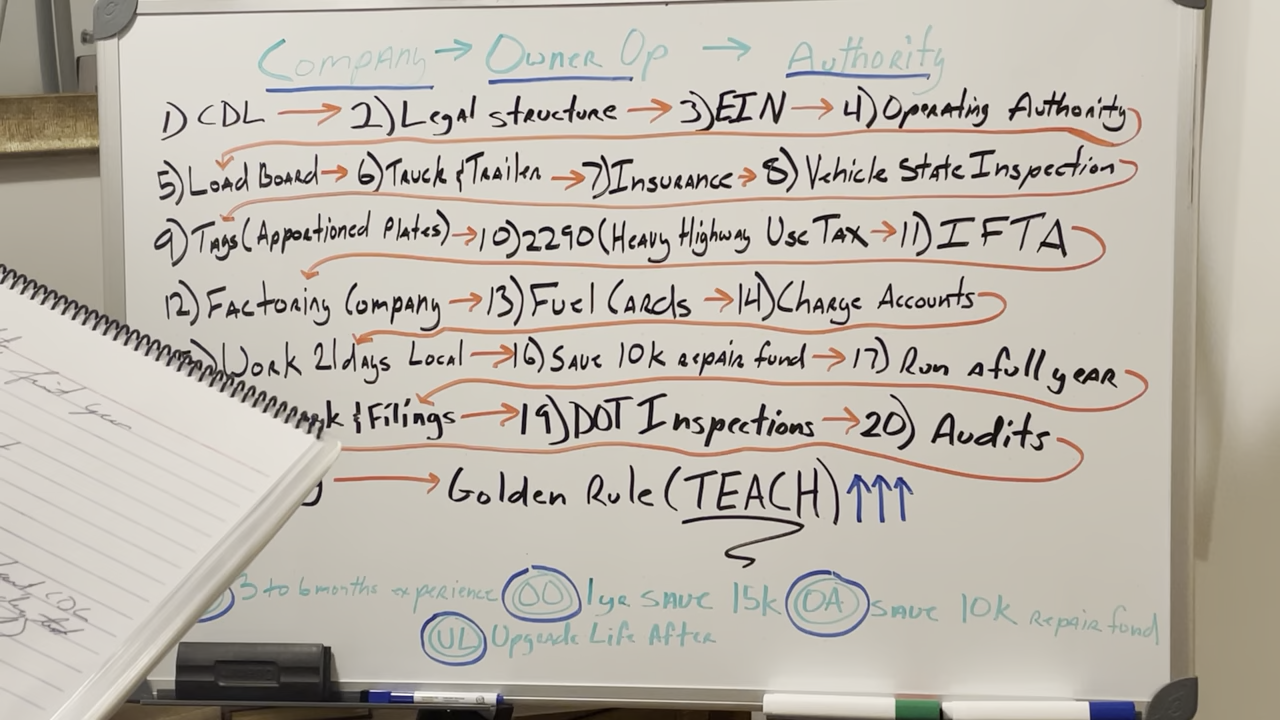 Company → Owner Op → Authority
1) CDL → 2) Legal structure → 3) EIN → 4) Operating Authority
5) Load Board → 6) Truck & Trailer → 7) Insurance → 8) Vehicle State Inspection
9) Tags (Apportioned Plates) → 10) 2290 (Heavy Highway Use Tax → 11) IFTA
12) Factoring Company → 13) Fuel Cards → 14) Charge Accounts
) Work 21 days Local → 16) Save 10k repair fund → 17) Run a full year
k & Filings → 19) DOT Inspections → 20) Audits
→ Golden Rule (TEACH) ↑↑↑
3 to 6 months experience OO 1yr save 15k OA save 10k repair fund
UL Upgrade Life After